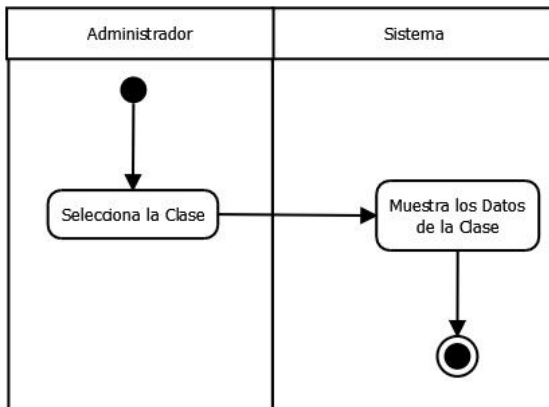 Administrador
Sistema
Selecciona la Clase
Muestra los Datos
de la Clase